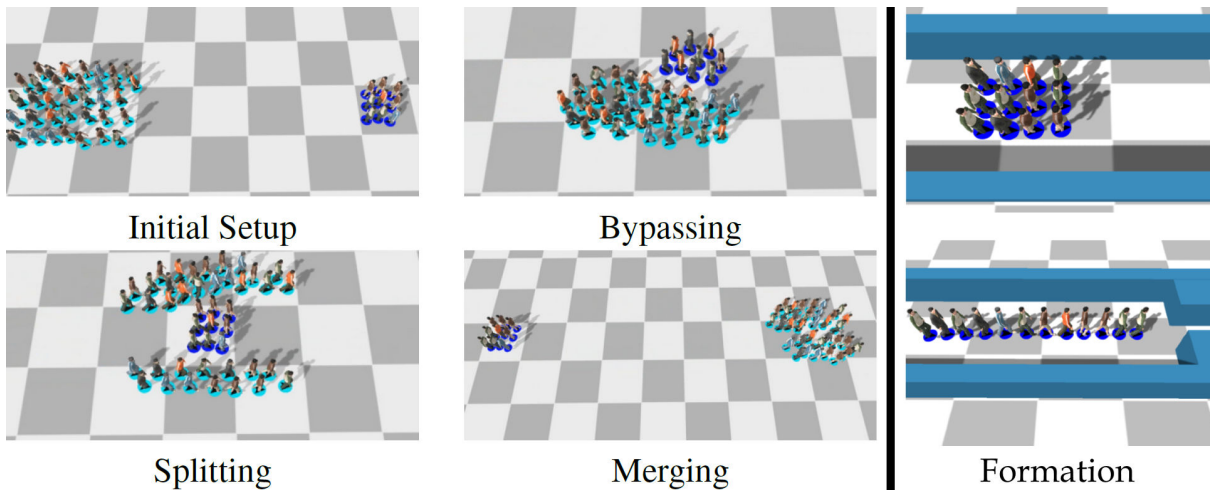 Initial Setup
Bypassing
Splitting
Merging
Formation